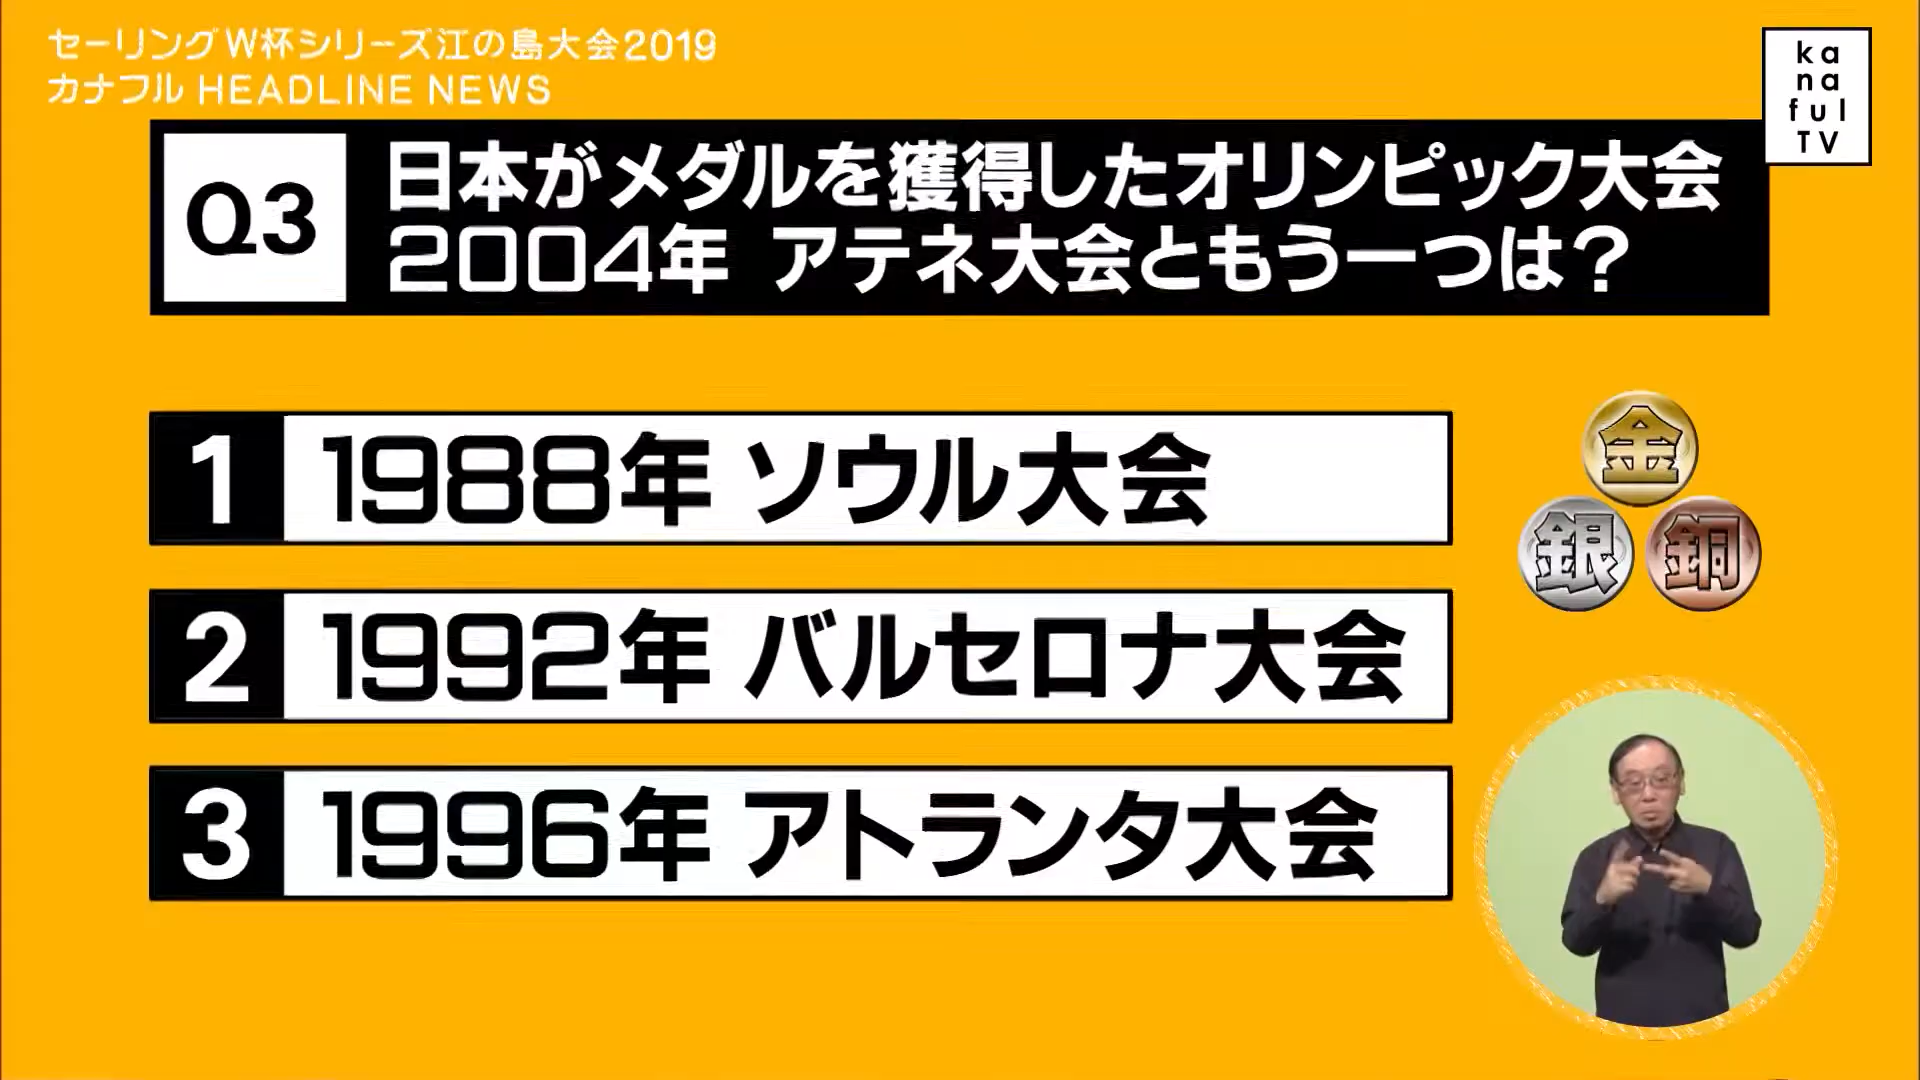 セーリングW杯シリーズ江の島大会2019
カナフル HEADLINE NEWS
ka
na
ful
TV
Q3
日本がメダルを獲得したオリンピック大会
2004年 アテネ大会ともう一つは?
1 1988年 ソウル大会
2 1992年 バルセロナ大会
3 1996年 アトランタ大会
金
銀 銅